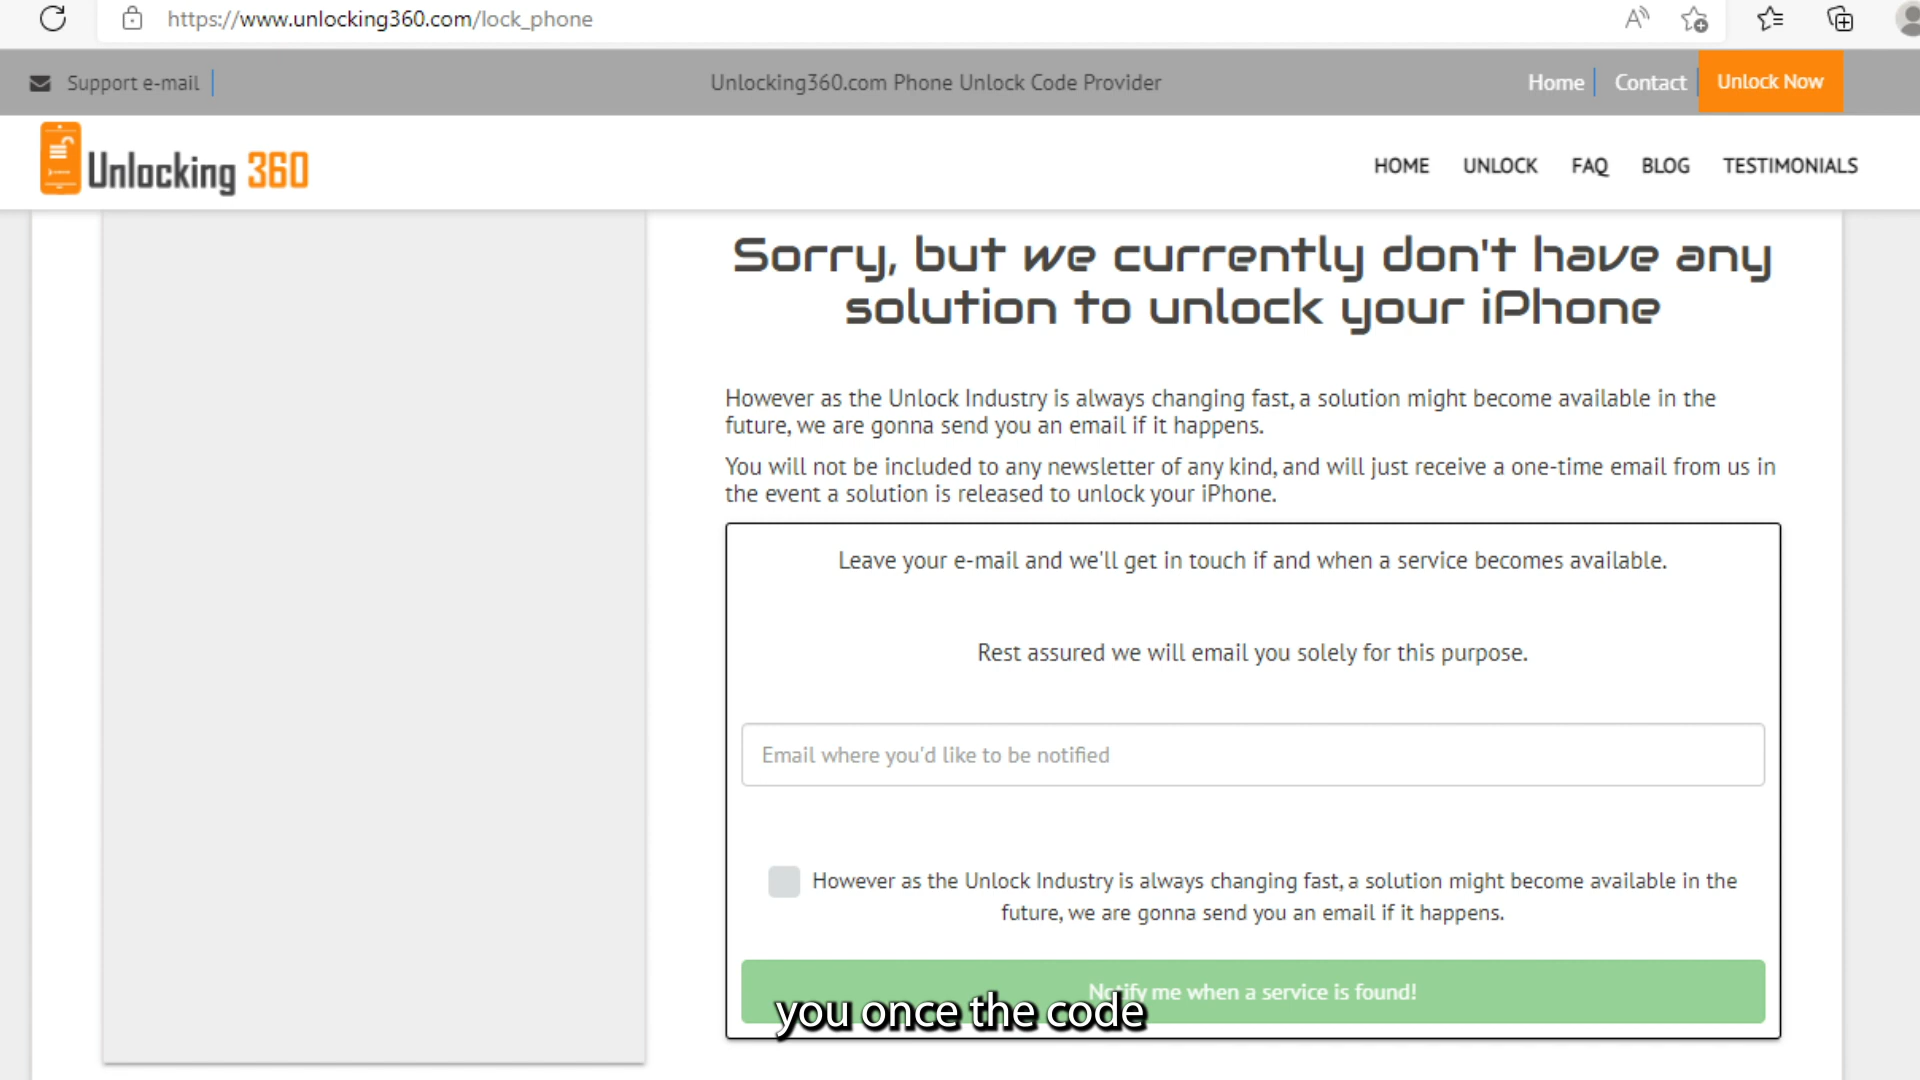 https://www.unlocking360.com/lock_phone
Support e-mail
Unlocking360.com Phone Unlock Code Provider
Home
Contact
Unlock Now
Unlocking 360
HOME
UNLOCK
FAQ
BLOG
TESTIMONIALS
Sorry, but we currently don't have any
solution to unlock your iPhone
However as the Unlock Industry is always changing fast, a solution might become available in the
future, we are gonna send you an email if it happens.
You will not be included to any newsletter of any kind, and will just receive a one-time email from us in
the event a solution is released to unlock your iPhone.
Leave your e-mail and we'll get in touch if and when a service becomes available.
Rest assured we will email you solely for this purpose.
Email where you'd like to be notified
However as the Unlock Industry is always changing fast, a solution might become available in the
future, we are gonna send you an email if it happens.
Notify me when a service is found!
you once the code